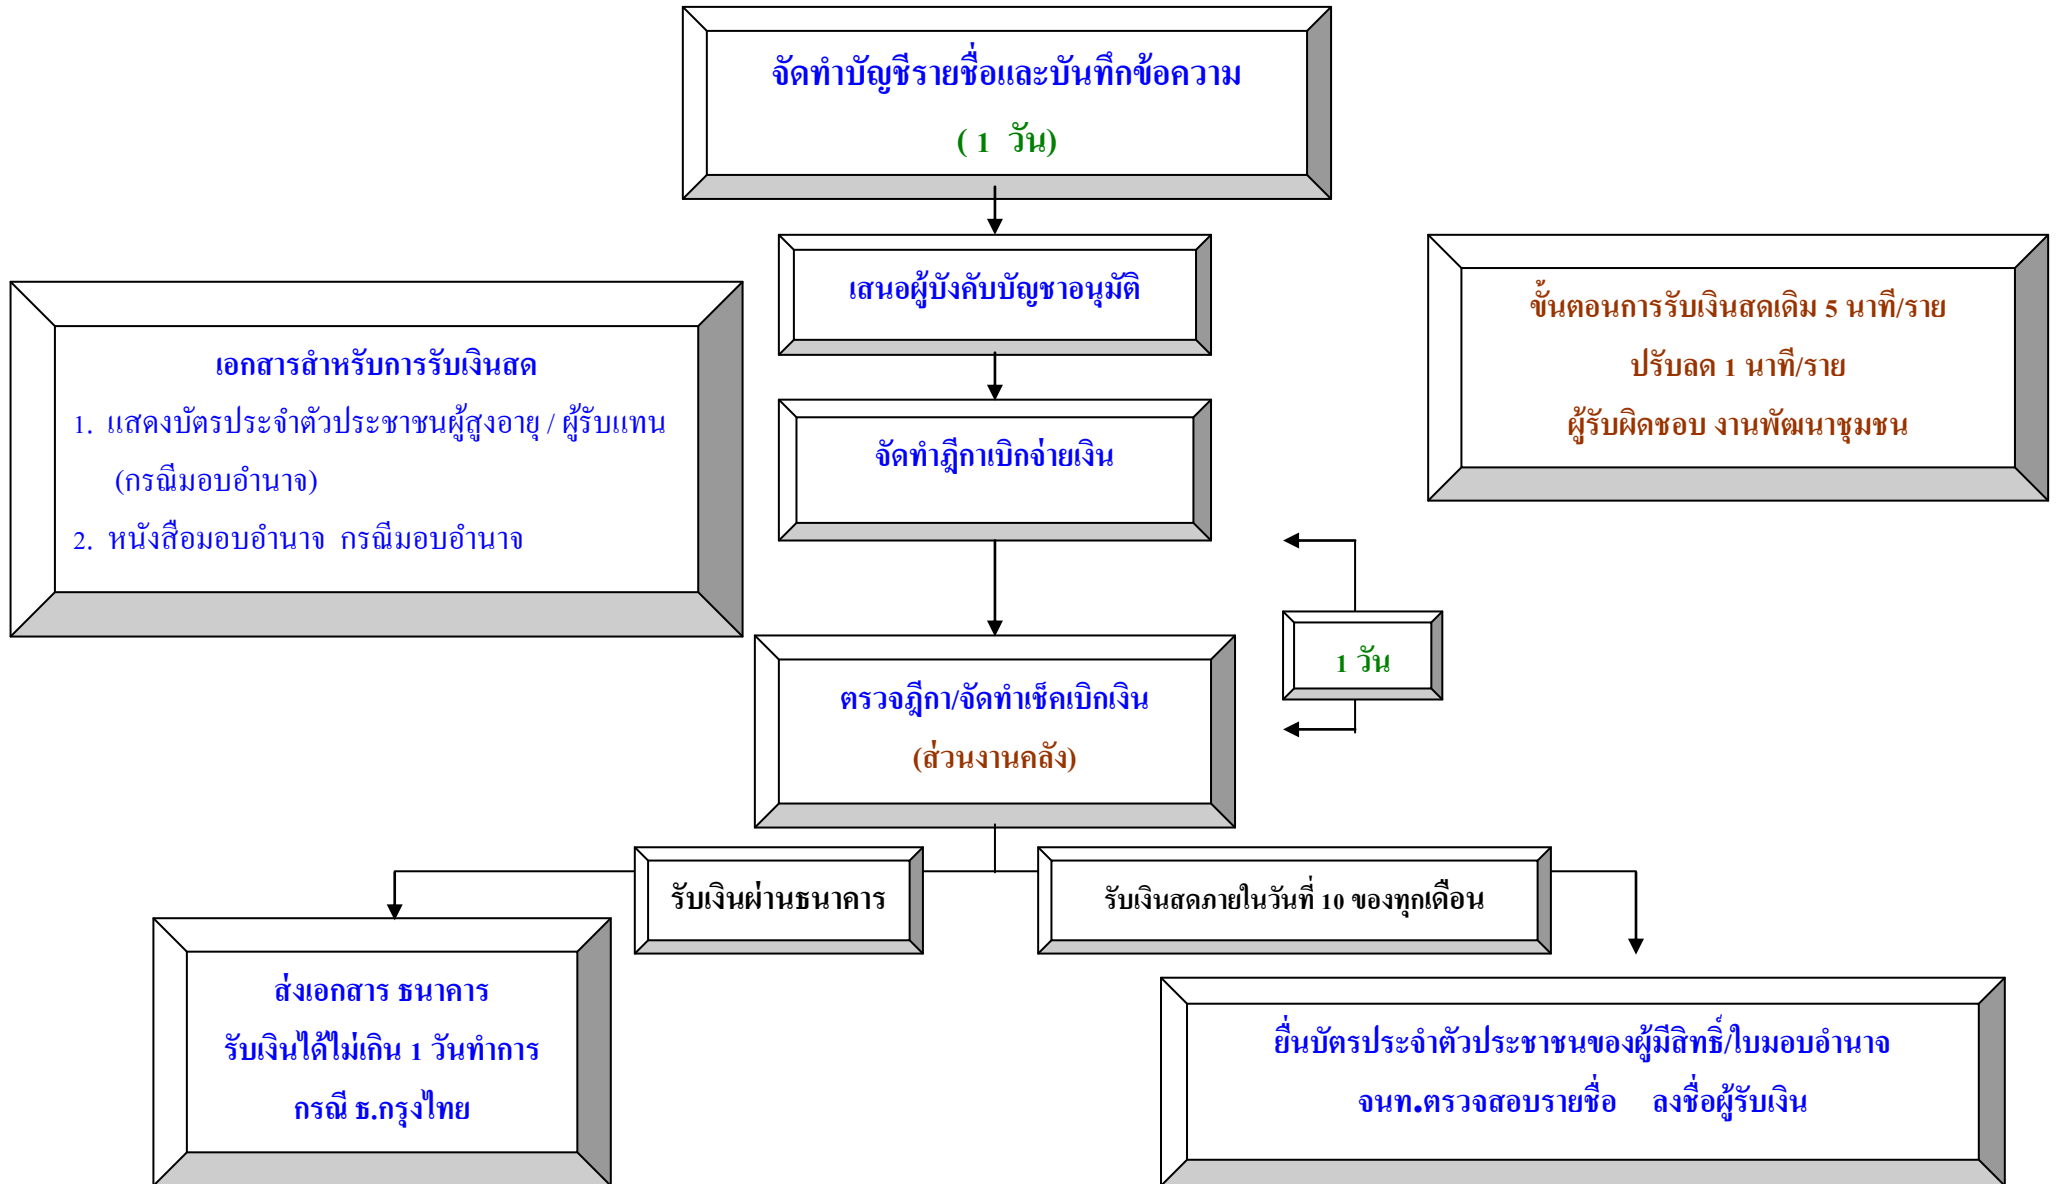 จัดทำบัญชีรายชื่อและบันทึกข้อความ
( 1 วัน)
เสนอผู้บังคับบัญชาอนุมัติ
ขั้นตอนการรับเงินสดเดิม 5 นาที/ราย
ปรับลด 1 นาที/ราย
ผู้รับผิดชอบ งานพัฒนาชุมชน
เอกสารสำหรับการรับเงินสด
1. แสดงบัตรประจำตัวประชาชนผู้สูงอายุ / ผู้รับแทน
(กรณีมอบอำนาจ)
2. หนังสือมอบอำนาจ กรณีมอบอำนาจ
จัดทำฎีกาเบิกจ่ายเงิน
1 วัน
ตรวจฎีกา/จัดทำเช็คเบิกเงิน
(ส่วนงานคลัง)
รับเงินผ่านธนาคาร
รับเงินสดภายในวันที่ 10 ของทุกเดือน
ส่งเอกสาร ธนาคาร
รับเงินได้ไม่เกิน 1 วันทำการ
กรณี ธ.กรุงไทย
ยื่นบัตรประจำตัวประชาชนของผู้มีสิทธิ์/ใบมอบอำนาจ
จนท.ตรวจสอบรายชื่อ ลงชื่อผู้รับเงิน